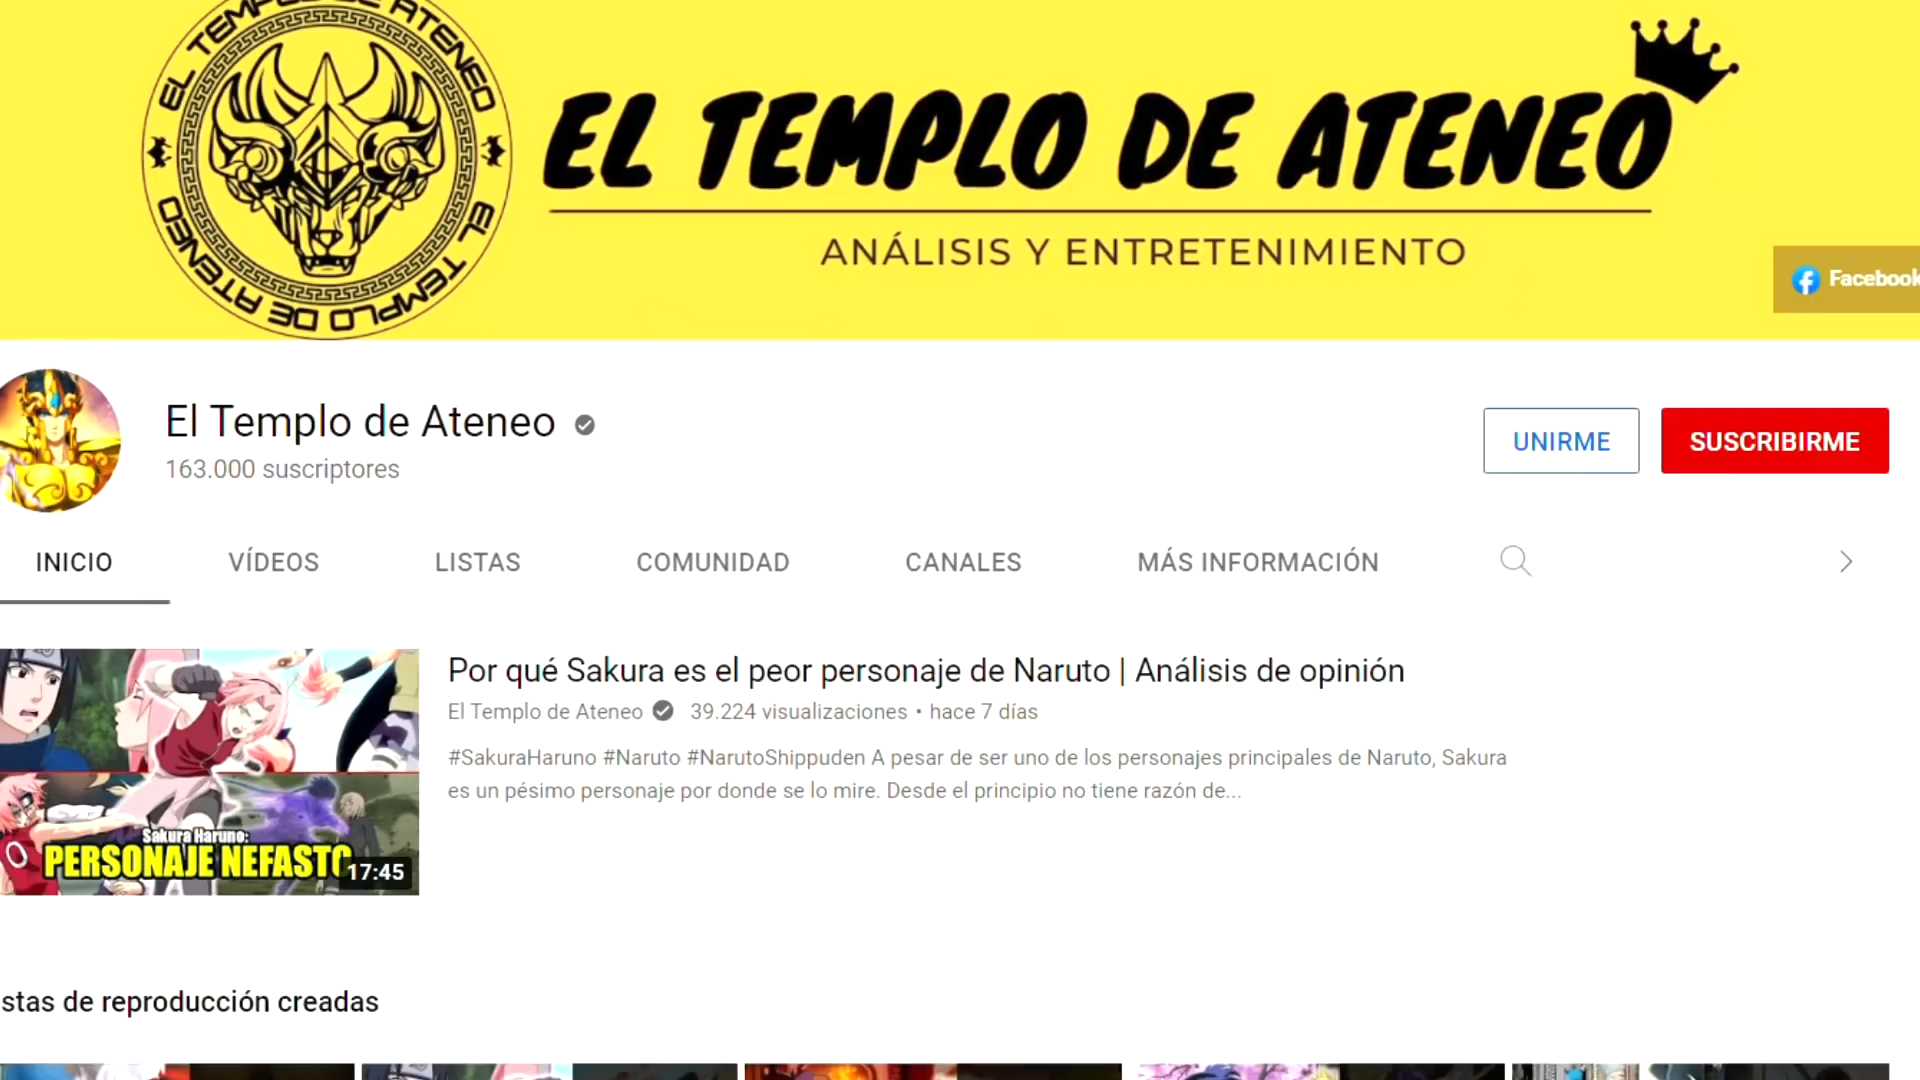 EL TEMPLO DE ATENEO
EL TEMPLO DE ATENEO
EL TEMPLO DE ATENEO
ANÁLISIS Y ENTRETENIMIENTO
Facebook
El Templo de Ateneo
163.000 suscriptores
UNIRME
SUSCRIBIRME
INICIO
VÍDEOS
LISTAS
COMUNIDAD
CANALES
MÁS INFORMACIÓN
Sakura Haruno:
PERSONAJE NEFASTO
17:45
Por qué Sakura es el peor personaje de Naruto | Análisis de opinión
El Templo de Ateneo 39.224 visualizaciones • hace 7 días
#SakuraHaruno #Naruto #NarutoShippuden A pesar de ser uno de los personajes principales de Naruto, Sakura
es un pésimo personaje por donde se lo mire. Desde el principio no tiene razón de...
stas de reproducción creadas